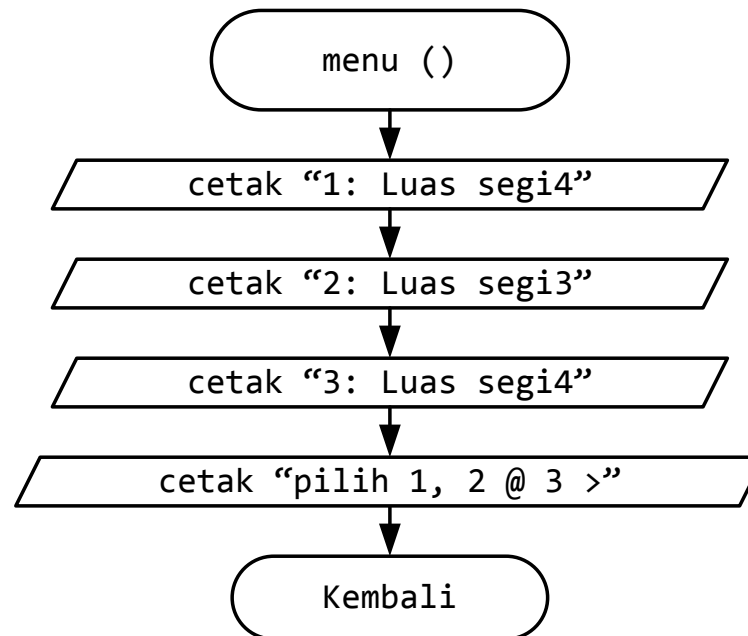 menu ()
cetak “1: Luas segi4”
cetak “2: Luas segi3”
cetak “3: Luas segi4”
cetak “pilih 1, 2 @ 3 >”
Kembali